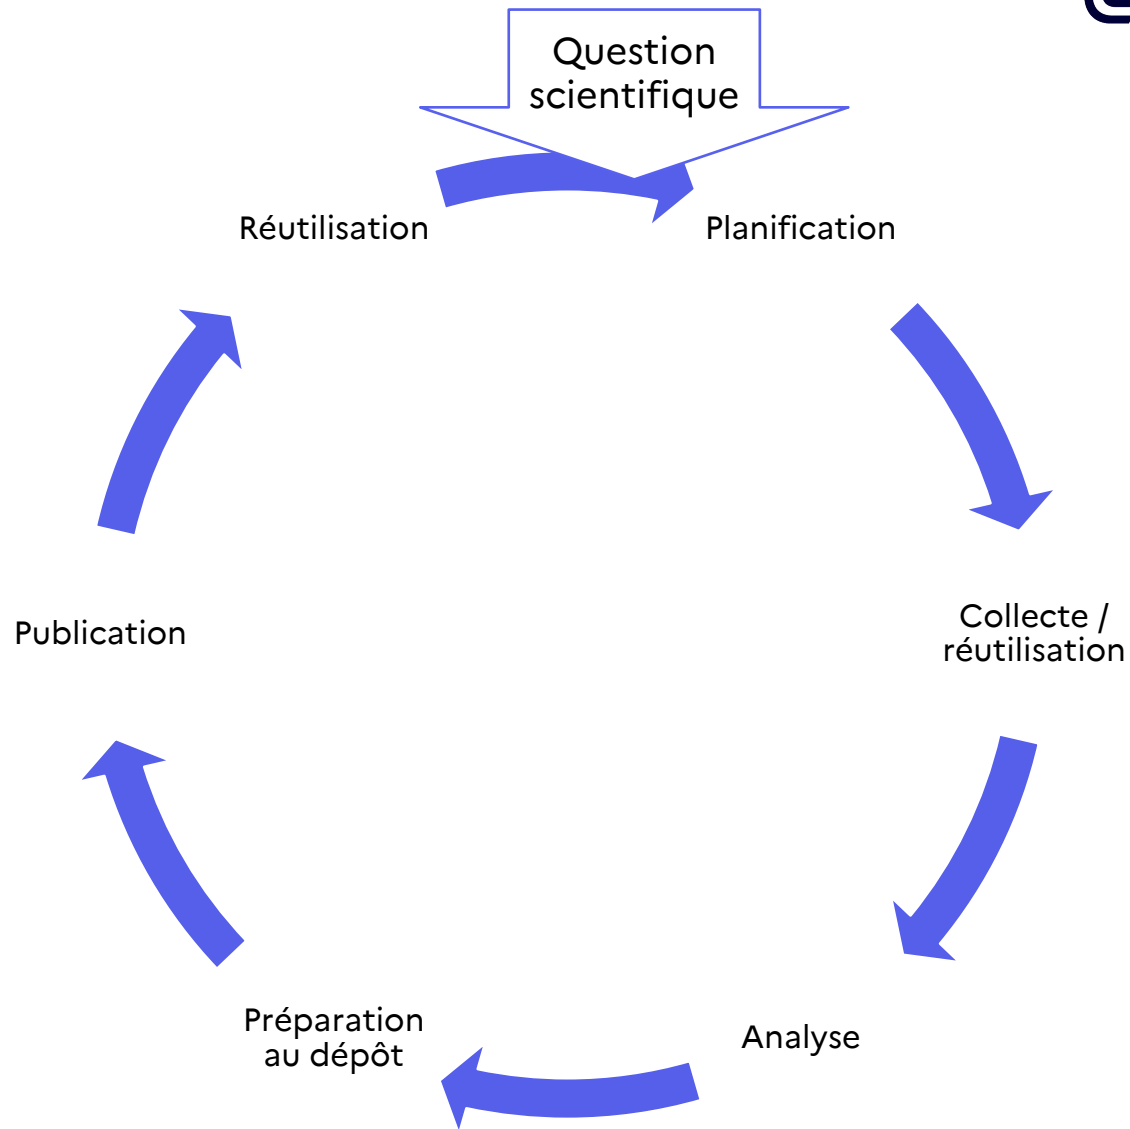 Question
scientifique
Réutilisation
Planification
Collecte /
réutilisation
Publication
Préparation
au dépôt
Analyse